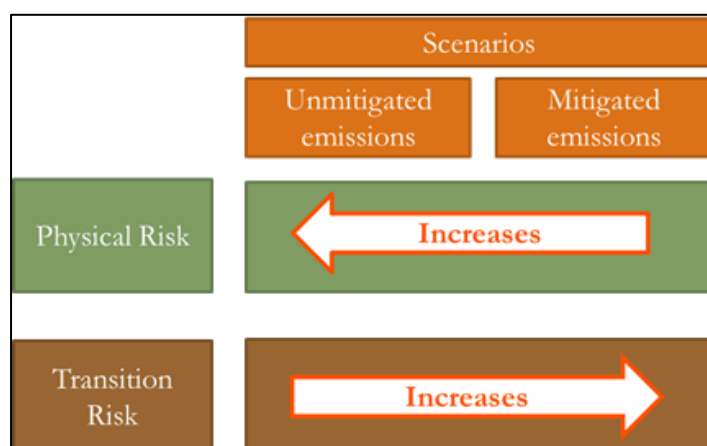 Scenarios
Unmitigated
emissions
Mitigated
emissions
Physical Risk
Increases
Transition
Risk
Increases